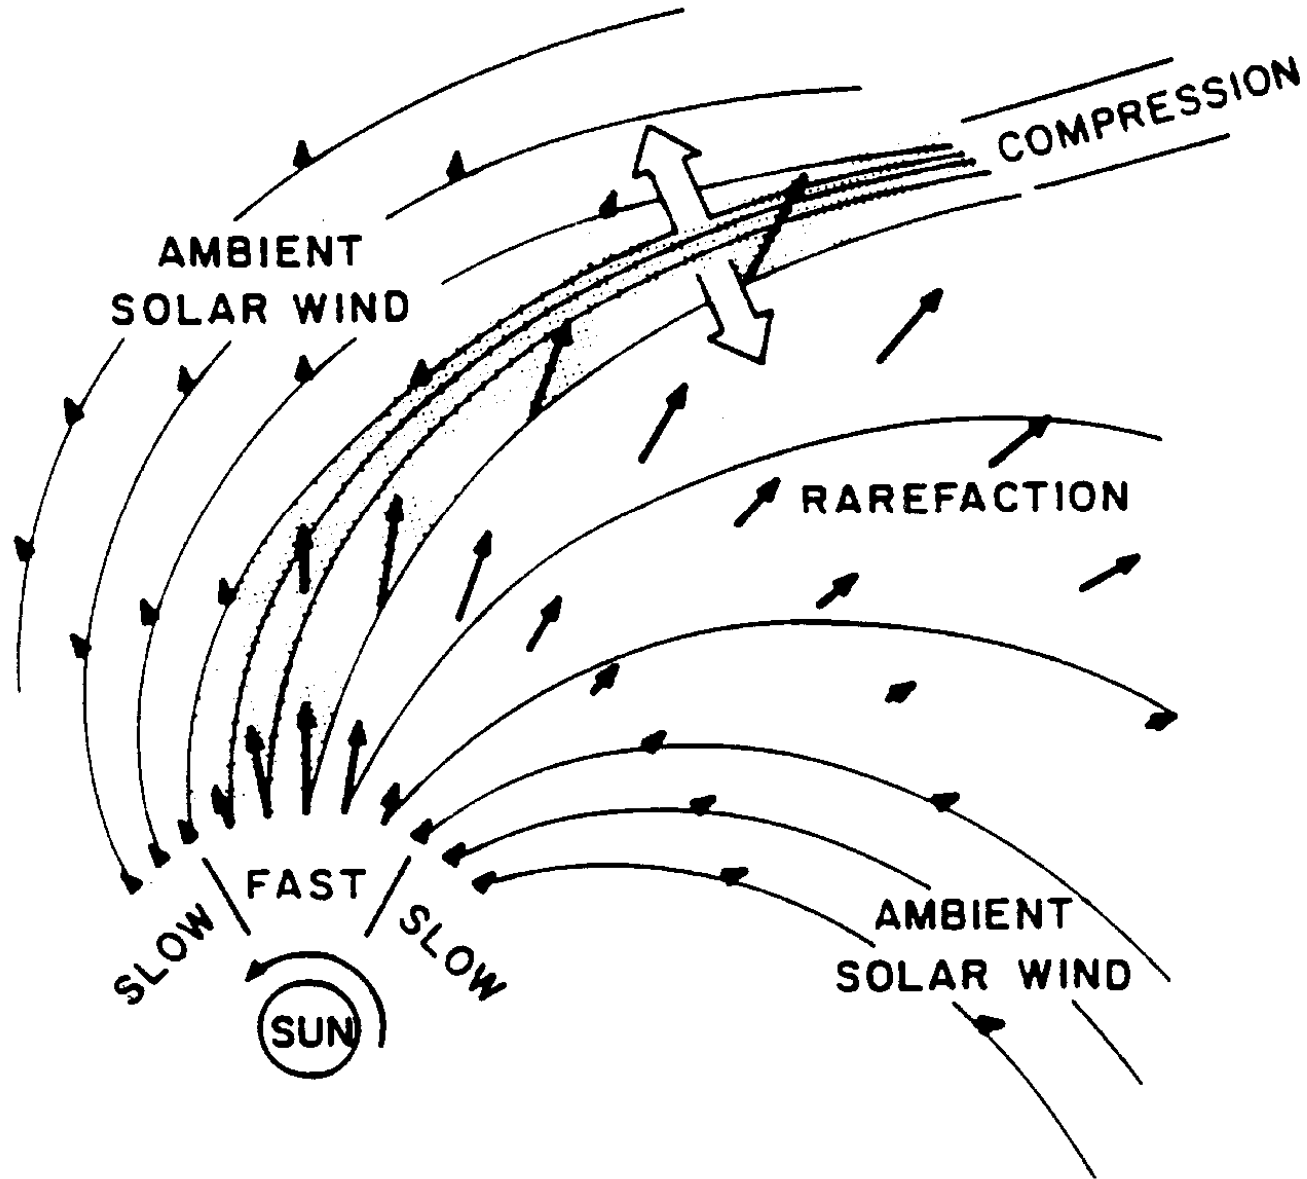 COMPRESSION
AMBIENT
SOLAR WIND
RAREFACTION
FAST
SLOW
SLOW
AMBIENT
SOLAR WIND
SUN